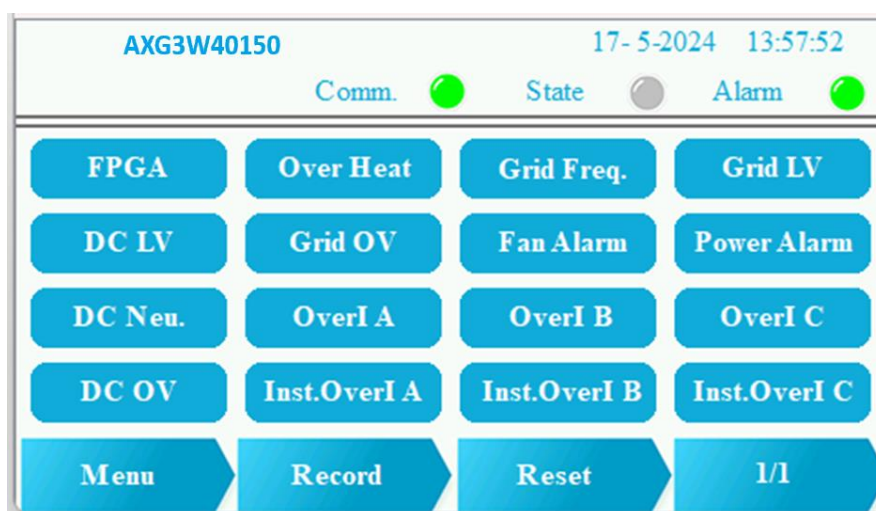 AXG3W40150 17- 5-2024 13:57:52
Comm. State Alarm
FPGA Over Heat Grid Freq. Grid LV
DC LV Grid OV Fan Alarm Power Alarm
DC Neu. OverI A OverI B OverI C
DC OV Inst.OverI A Inst.OverI B Inst.OverI C
Menu Record Reset 1/1